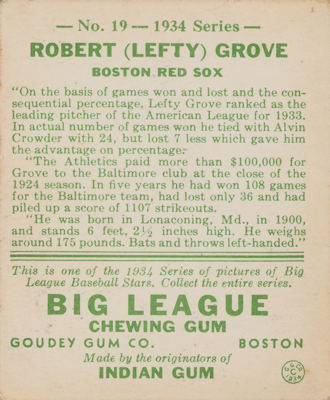 — No. 19 — 1934 Series —
ROBERT (LEFTY) GROVE
BOSTON RED SOX
"On the basis of games won and lost and the con-
sequential percentage, Lefty Grove ranked as the
leading pitcher of the American League for 1933.
In actual number of games won he tied with Alvin
Crowder with 24, but lost 7 less which gave him
the advantage on percentage-
"The Athletics paid more than $100,000 for
Grove to the Baltimore club at the close of the
1924 season. In five years he had won 108 games
for the Baltimore team, had lost only 36 and had
piled up a score of 1107 strikeouts.
"He was born in Lonaconing, Md., in 1900,
and stands 6 feet, 2½ inches high. He weighs
around 175 pounds. Bats and throws left-handed."
This is one of the 1934 Series of pictures of Big
League Baseball Stars. Collect the entire series.
BIG LEAGUE
CHEWING GUM
GOUDEY GUM CO. BOSTON
Made by the originators of
INDIAN GUM
G.G.CO.
C
1934